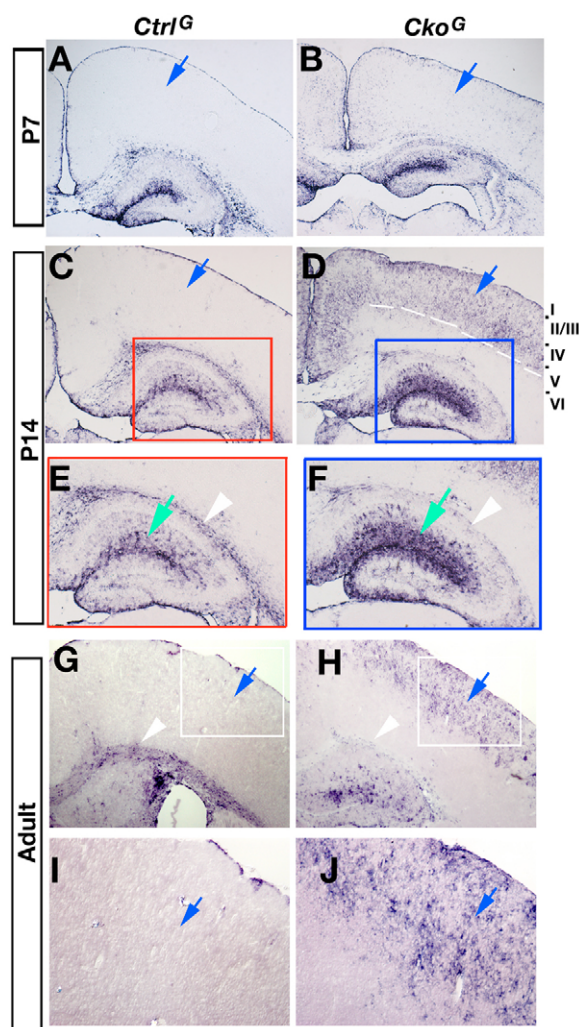 Ctrl^G Cko^G
P7
A B
P14
C D
I
II/III
IV
V
VI
E F
Adult
G H
I J